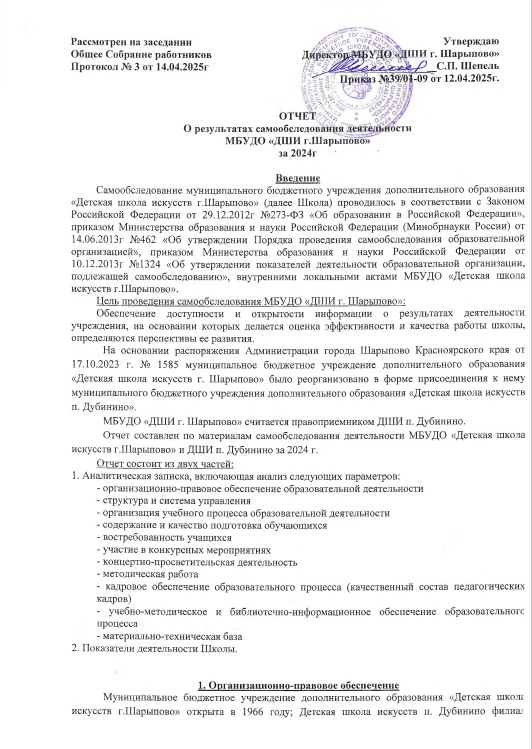 Рассмотрен на заседании
Общее Собрание работников
Протокол № 3 от 14.04.2025г
Утверждаю
Директор МБУДО «ДШИ г. Шарыпово»
С.П. Шепель
Приказ №39/01-09 от 12.04.2025г.
ОТЧЕТ
О результатах самообследования деятельности
МБУДО «ДШИ г.Шарыпово»
за 2024г
Введение
Самообследование муниципального бюджетного учреждения дополнительного образования
«Детская школа искусств г.Шарыпово» (далее Школа) проводилось в соответствии с Законом
Российской Федерации от 29.12.2012г №273-ФЗ «Об образовании в Российской Федерации»,
приказом Министерства образования и науки Российской Федерации (Минобрнауки России) от
14.06.2013г №462 «Об утверждении Порядка проведения самообследования образовательной
организацией», приказом Министерства образования и науки Российской Федерации от
10.12.2013г №1324 «Об утверждении показателей деятельности образовательной организации,
подлежащей самообследованию», внутренними локальными актами МБУДО «Детская школа
искусств г.Шарыпово».
Цель проведения самообследования МБУДО «ДШИ г. Шарыпово»:
Обеспечение доступности и открытости информации о результатах деятельности
учреждения, на основании которых делается оценка эффективности и качества работы школы,
определяются перспективы ее развития.
На основании распоряжения Администрации города Шарыпово Красноярского края от
17.10.2023 г. № 1585 муниципальное бюджетное учреждение дополнительного образования
«Детская школа искусств г. Шарыпово» было реорганизовано в форме присоединения к нему
муниципального бюджетного учреждения дополнительного образования «Детская школа искусств
п. Дубинино».
МБУДО «ДШИ г. Шарыпово» считается правоприемником ДШИ п. Дубинино.
Отчет составлен по материалам самообследования деятельности МБУДО «Детская школа
искусств г.Шарыпово» и ДШИ п. Дубинино за 2024 г.
Отчет состоит из двух частей:
1. Аналитическая записка, включающая анализ следующих параметров:
- организационно-правовое обеспечение образовательной деятельности
- структура и система управления
- организация учебного процесса образовательной деятельности
- содержание и качество подготовка обучающихся
- востребованность учащихся
- участие в конкурсных мероприятиях
- концертно-просветительская деятельность
- методическая работа
- кадровое обеспечение образовательного процесса (качественный состав педагогических
кадров)
- учебно-методическое и библиотечно-информационное обеспечение образовательного
процесса
- материально-техническая база
2. Показатели деятельности Школы.
1. Организационно-правовое обеспечение
Муниципальное бюджетное учреждение дополнительного образования «Детская школа
искусств г.Шарыпово» открыта в 1966 году; Детская школа искусств п. Дубинино филиал